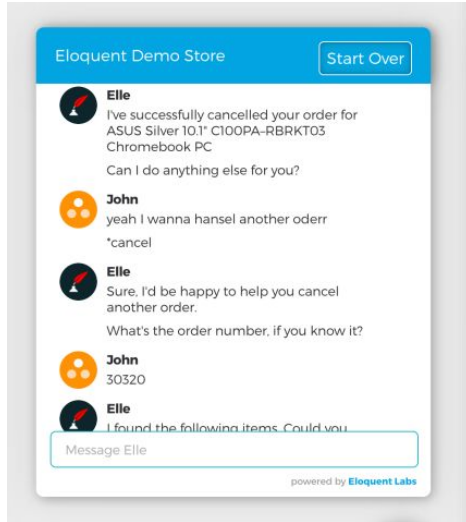 Eloquent Demo Store
Start Over
Elle
I've successfully cancelled your order for
ASUS Silver 10.1" C100PA-RBRKT03
Chromebook PC
Can I do anything else for you?
John
yeah I wanna hansel another oderr
*cancel
Elle
Sure, I'd be happy to help you cancel
another order.
What's the order number, if you know it?
John
30320
Elle
I found the following items. Could you
Message Elle
powered by Eloquent Labs